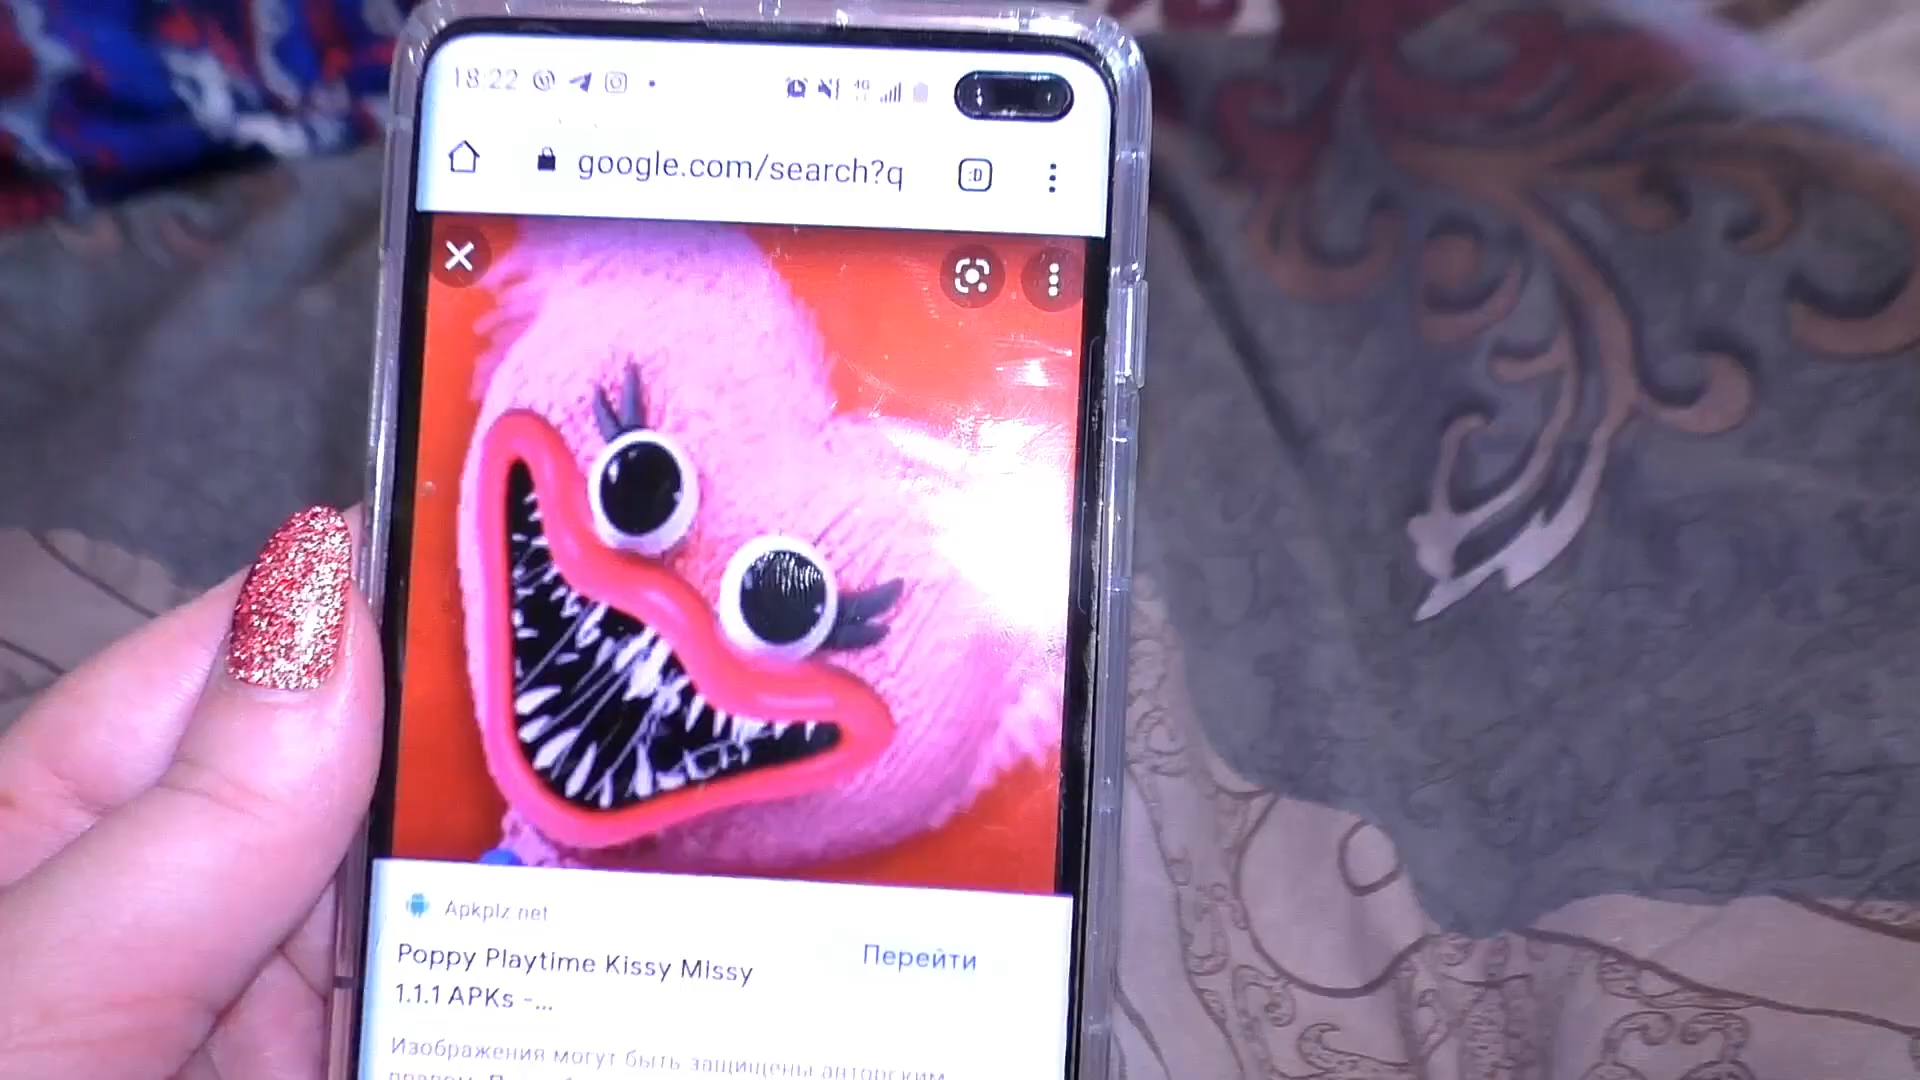 18:22
4G
google.com/search?q
:D
Apkplz.net
Poppy Playtime Kissy Missy
1.1.1 APKs -...
Перейти
Изображения могут быть защищены авторским